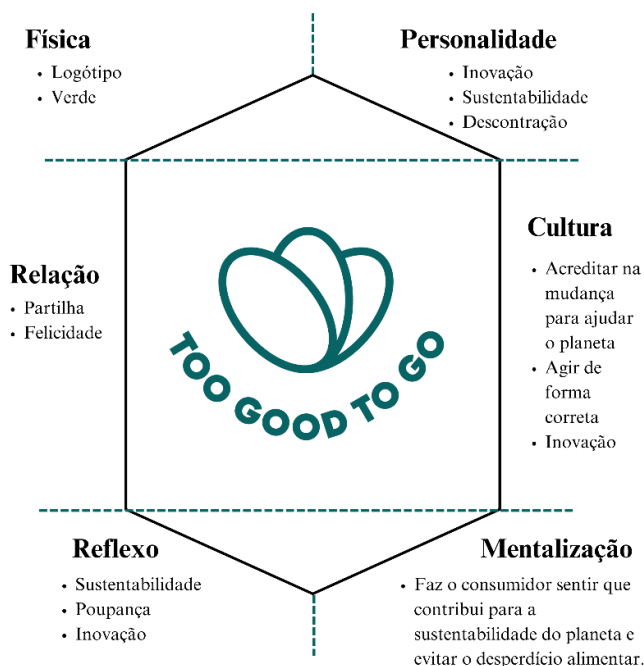 Física
• Logótipo
• Verde
Personalidade
• Inovação
• Sustentabilidade
• Descontração
Relação
• Partilha
• Felicidade
TOO GOOD TO GO
Cultura
• Acreditar na
mudança
para ajudar
o planeta
• Agir de
forma
correta
• Inovação
Reflexo
• Sustentabilidade
• Poupança
• Inovação
Mentalização
• Faz o consumidor sentir que
contribui para a
sustentabilidade do planeta e
evitar o desperdício alimentar.